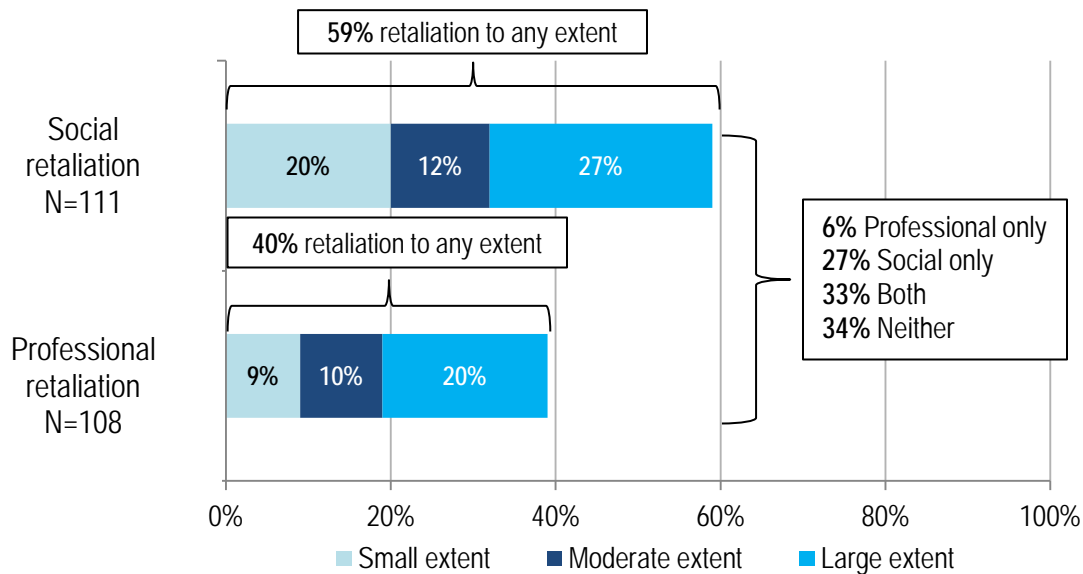 59% retaliation to any extent
Social
retaliation
N=111
20%
12%
27%
40% retaliation to any extent
6% Professional only
27% Social only
33% Both
34% Neither
Professional
retaliation
N=108
9%
10%
20%
0%
20%
40%
60%
80%
100%
Small extent
Moderate extent
Large extent